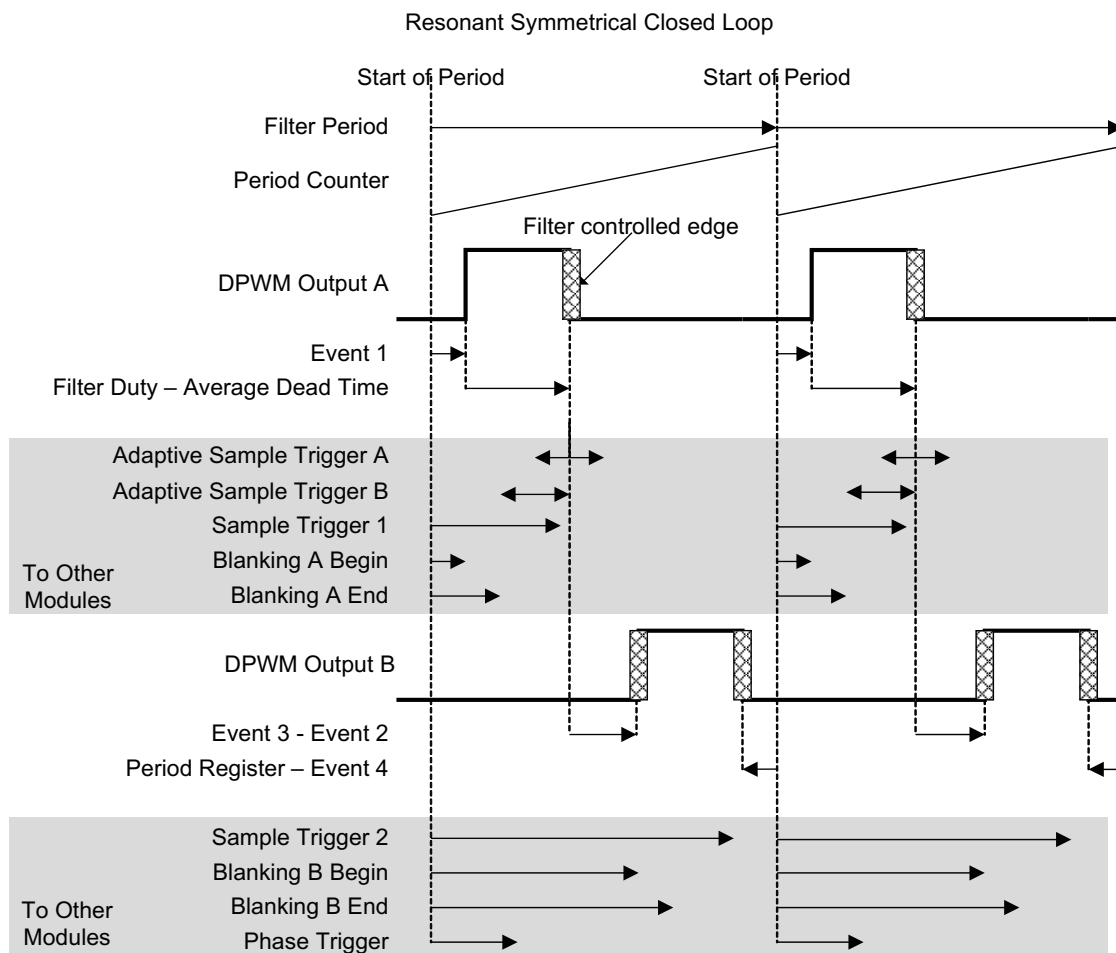 Resonant Symmetrical Closed Loop
Start of Period
Start of Period
Filter Period
Period Counter
Filter controlled edge
DPWM Output A
Event 1
Filter Duty – Average Dead Time
Adaptive Sample Trigger A
Adaptive Sample Trigger B
Sample Trigger 1
Blanking A Begin
To Other
Modules
Blanking A End
DPWM Output B
Event 3 - Event 2
Period Register – Event 4
Sample Trigger 2
Blanking B Begin
Blanking B End
To Other
Modules
Phase Trigger